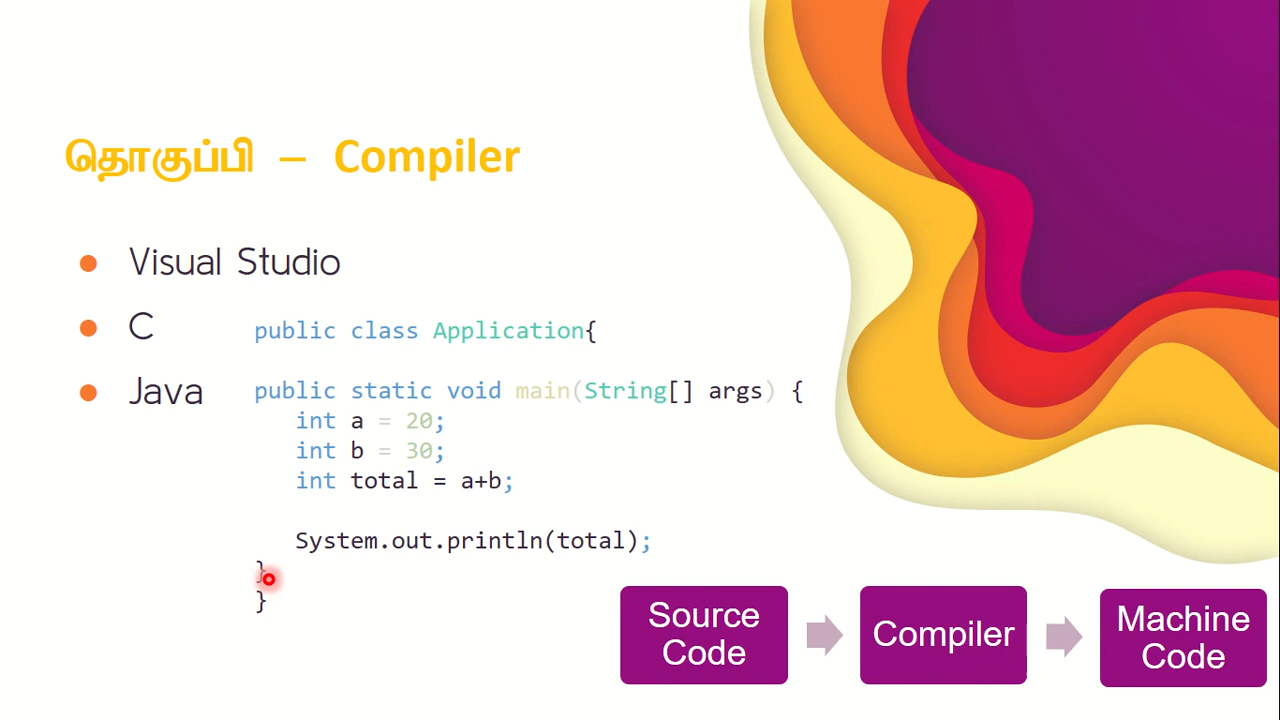 தொகுப்பி – Compiler
Visual Studio
C
Java
public class Application{
public static void main(String[] args) {
int a = 20;
int b = 30;
int total = a+b;
System.out.println(total);
}
}
Source
Code
Compiler
Machine
Code